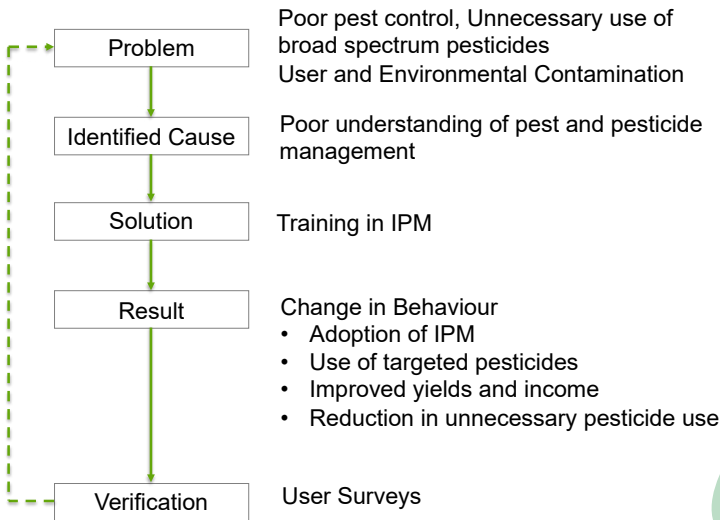 Problem
Poor pest control, Unnecessary use of
broad spectrum pesticides
User and Environmental Contamination
Identified Cause
Poor understanding of pest and pesticide
management
Solution
Training in IPM
Result
Change in Behaviour
• Adoption of IPM
• Use of targeted pesticides
• Improved yields and income
• Reduction in unnecessary pesticide use
Verification
User Surveys